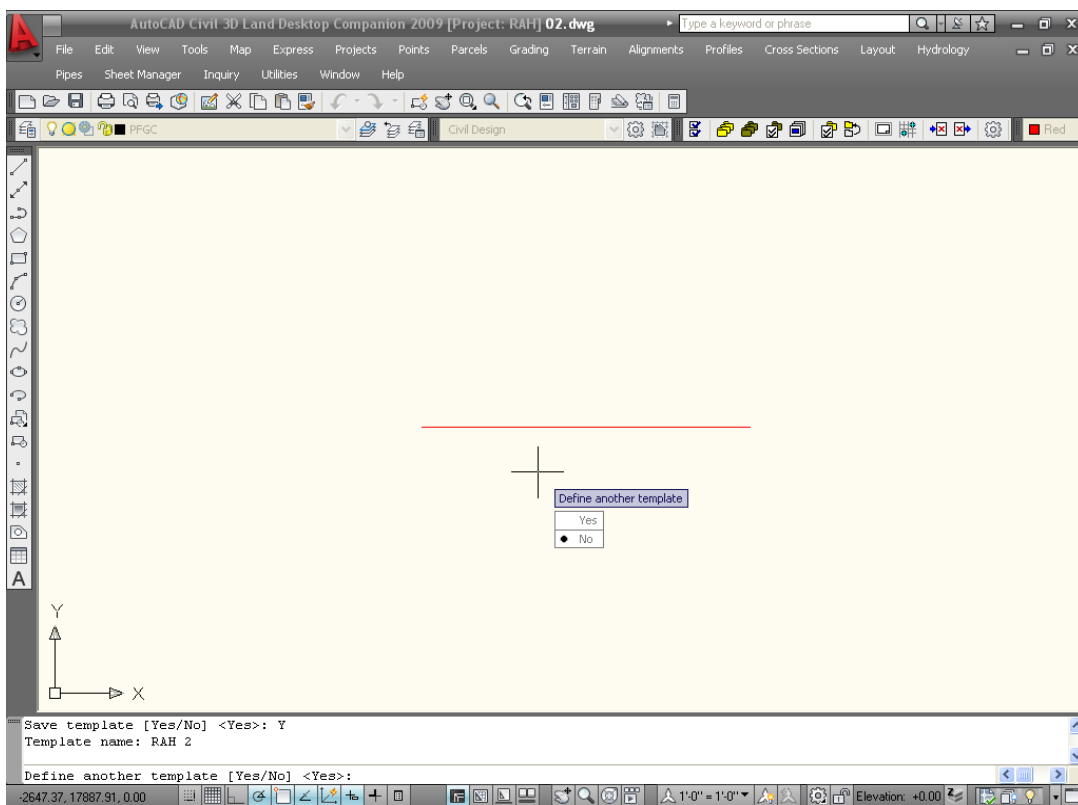 AutoCAD Civil 3D Land Desktop Companion 2009 [Project: RAH] 02.dwg
Type a keyword or phrase
File Edit View Tools Map Express Projects Points Parcels Grading Terrain Alignments Profiles Cross Sections Layout Hydrology
Pipes Sheet Manager Inquiry Utilities Window Help
PFGC
Civil Design
Red
A
Define another template
Yes
No
Y
X
Save template [Yes/No] <Yes>: Y
Template name: RAH 2
Define another template [Yes/No] <Yes>:
-2647.37, 17887.91, 0.00
1'-0" = 1'-0"
Elevation: +0.00